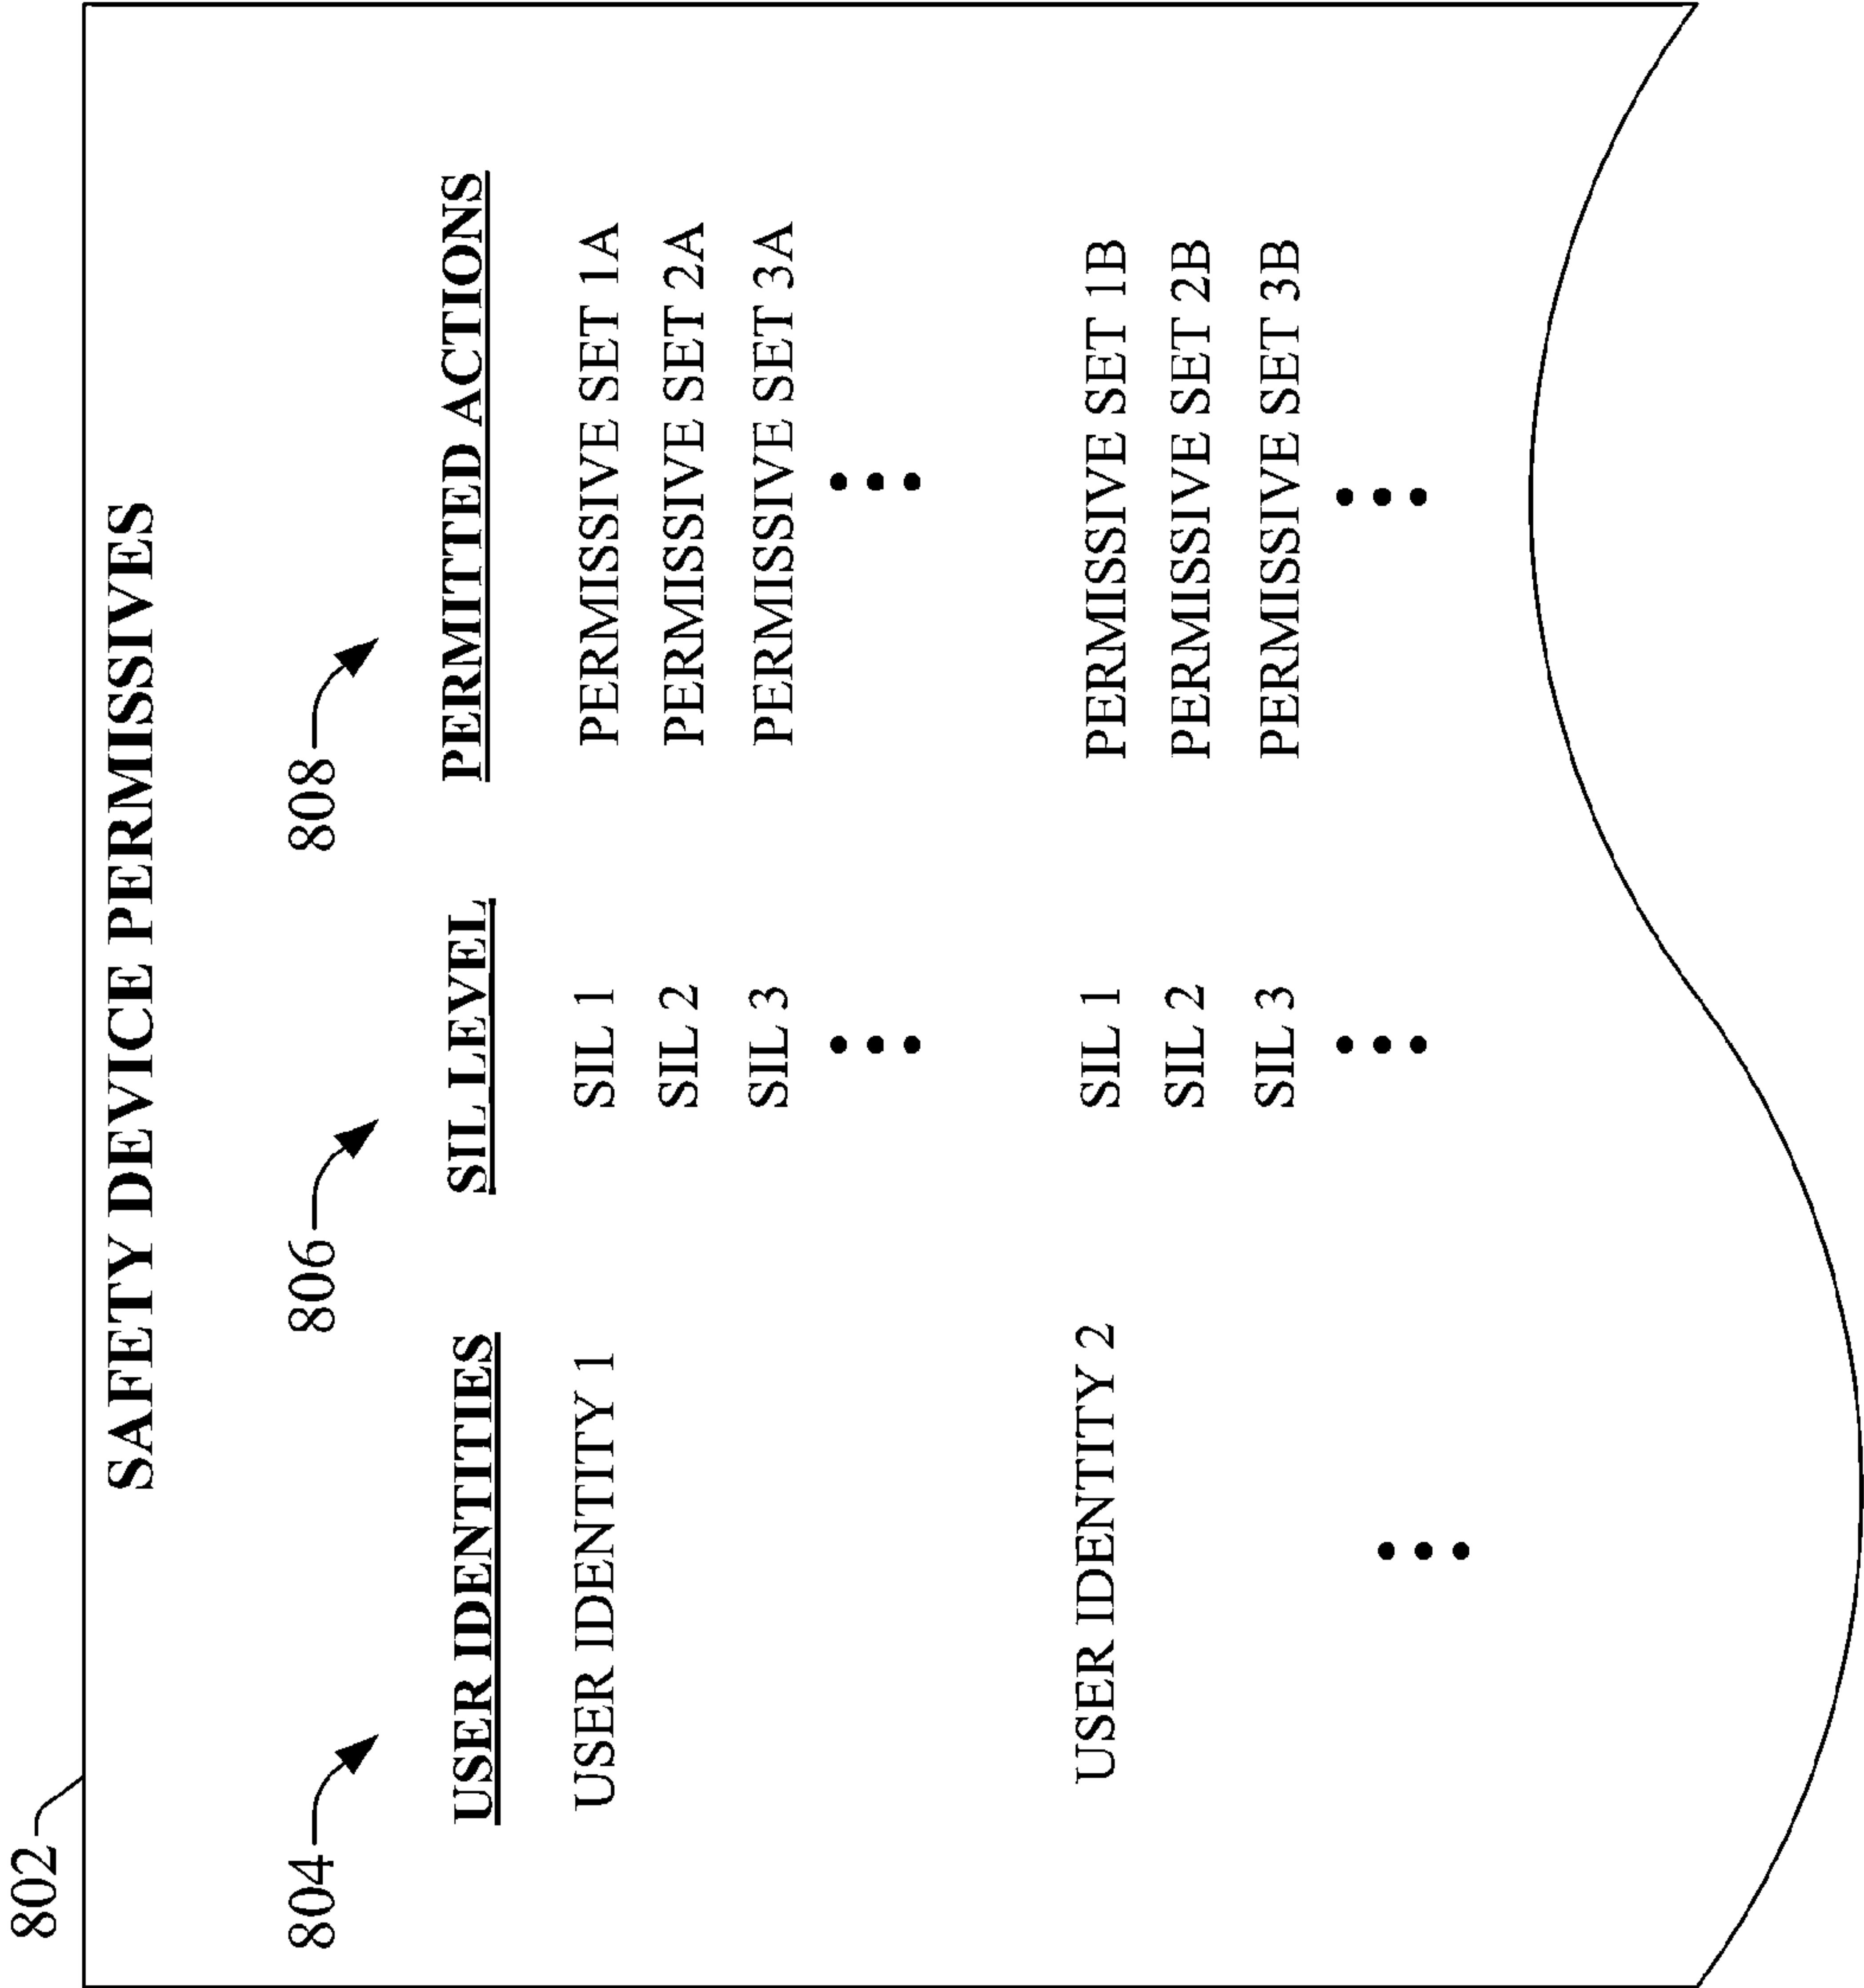 802
SAFETY DEVICE PERMISSIVES
804 806 808
USER IDENTITIES SIL LEVEL PERMITTED ACTIONS
USER IDENTITY 1 SIL 1 PERMISSIVE SET 1A
SIL 2 PERMISSIVE SET 2A
SIL 3 PERMISSIVE SET 3A
USER IDENTITY 2 SIL 1 PERMISSIVE SET 1B
SIL 2 PERMISSIVE SET 2B
SIL 3 PERMISSIVE SET 3B